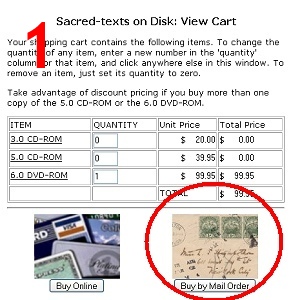 1
Sacred-texts on Disk: View Cart
Your shopping cart contains the following items. To change the
quantity of any item, enter a new number in the 'quantity'
column for that item, and click anywhere else in this window. To
remove an item, just set its quantity to zero.
Take advantage of discount pricing if you buy more than one
copy of the 5.0 CD-ROM or the 6.0 DVD-ROM.
ITEM QUANTITY Unit Price Total Price
3.0 CD-ROM 0 $ 20.00 $ 0.00
5.0 CD-ROM 0 $ 39.95 $ 0.00
6.0 DVD-ROM 1 $ 99.95 $ 99.95
TOTAL $ 99.95
VISA
Buy Online Buy by Mail Order